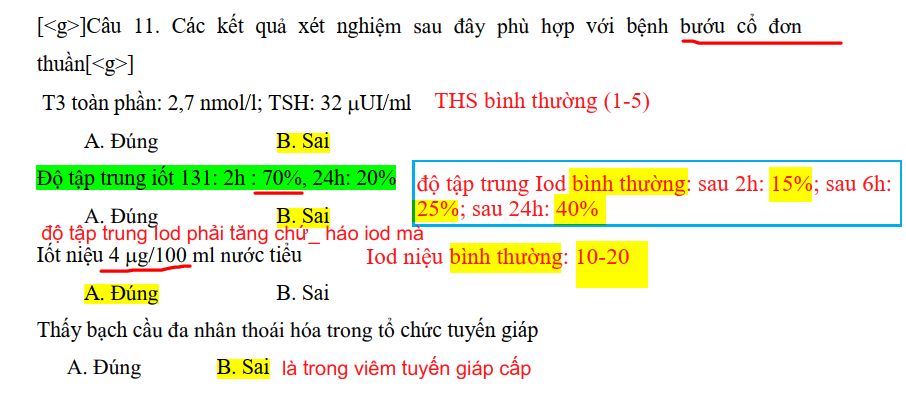 [<g>]Câu 11. Các kết quả xét nghiệm sau đây phù hợp với bệnh bướu cổ đơn
thuần[<g>]
T3 toàn phần: 2,7 nmol/l; TSH: 32 μUI/ml THS bình thường (1-5)
A. Đúng B. Sai
Độ tập trung iốt 131: 2h : 70%, 24h: 20%
độ tập trung Iod bình thường: sau 2h: 15%; sau 6h:
25%; sau 24h: 40%
A. Đúng B. Sai
độ tập trung Iod phải tăng chứ_ háo iod mà
Iốt niệu 4 μg/100 ml nước tiểu Iod niệu bình thường: 10-20
A. Đúng B. Sai
Thấy bạch cầu đa nhân thoái hóa trong tổ chức tuyến giáp
A. Đúng B. Sai là trong viêm tuyến giáp cấp